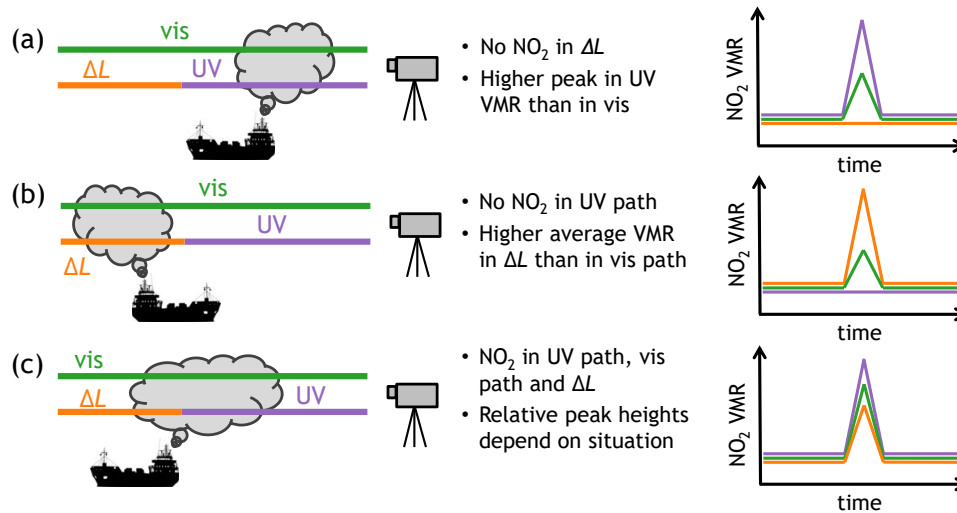 (a)
vis
ΔL
UV
• No NO₂ in ΔL
• Higher peak in UV
VMR than in vis
NO₂ VMR
time
(b)
vis
UV
ΔL
• No NO₂ in UV path
• Higher average VMR
in ΔL than in vis path
NO₂ VMR
time
(c)
vis
ΔL
UV
• NO₂ in UV path, vis
path and ΔL
• Relative peak heights
depend on situation
NO₂ VMR
time